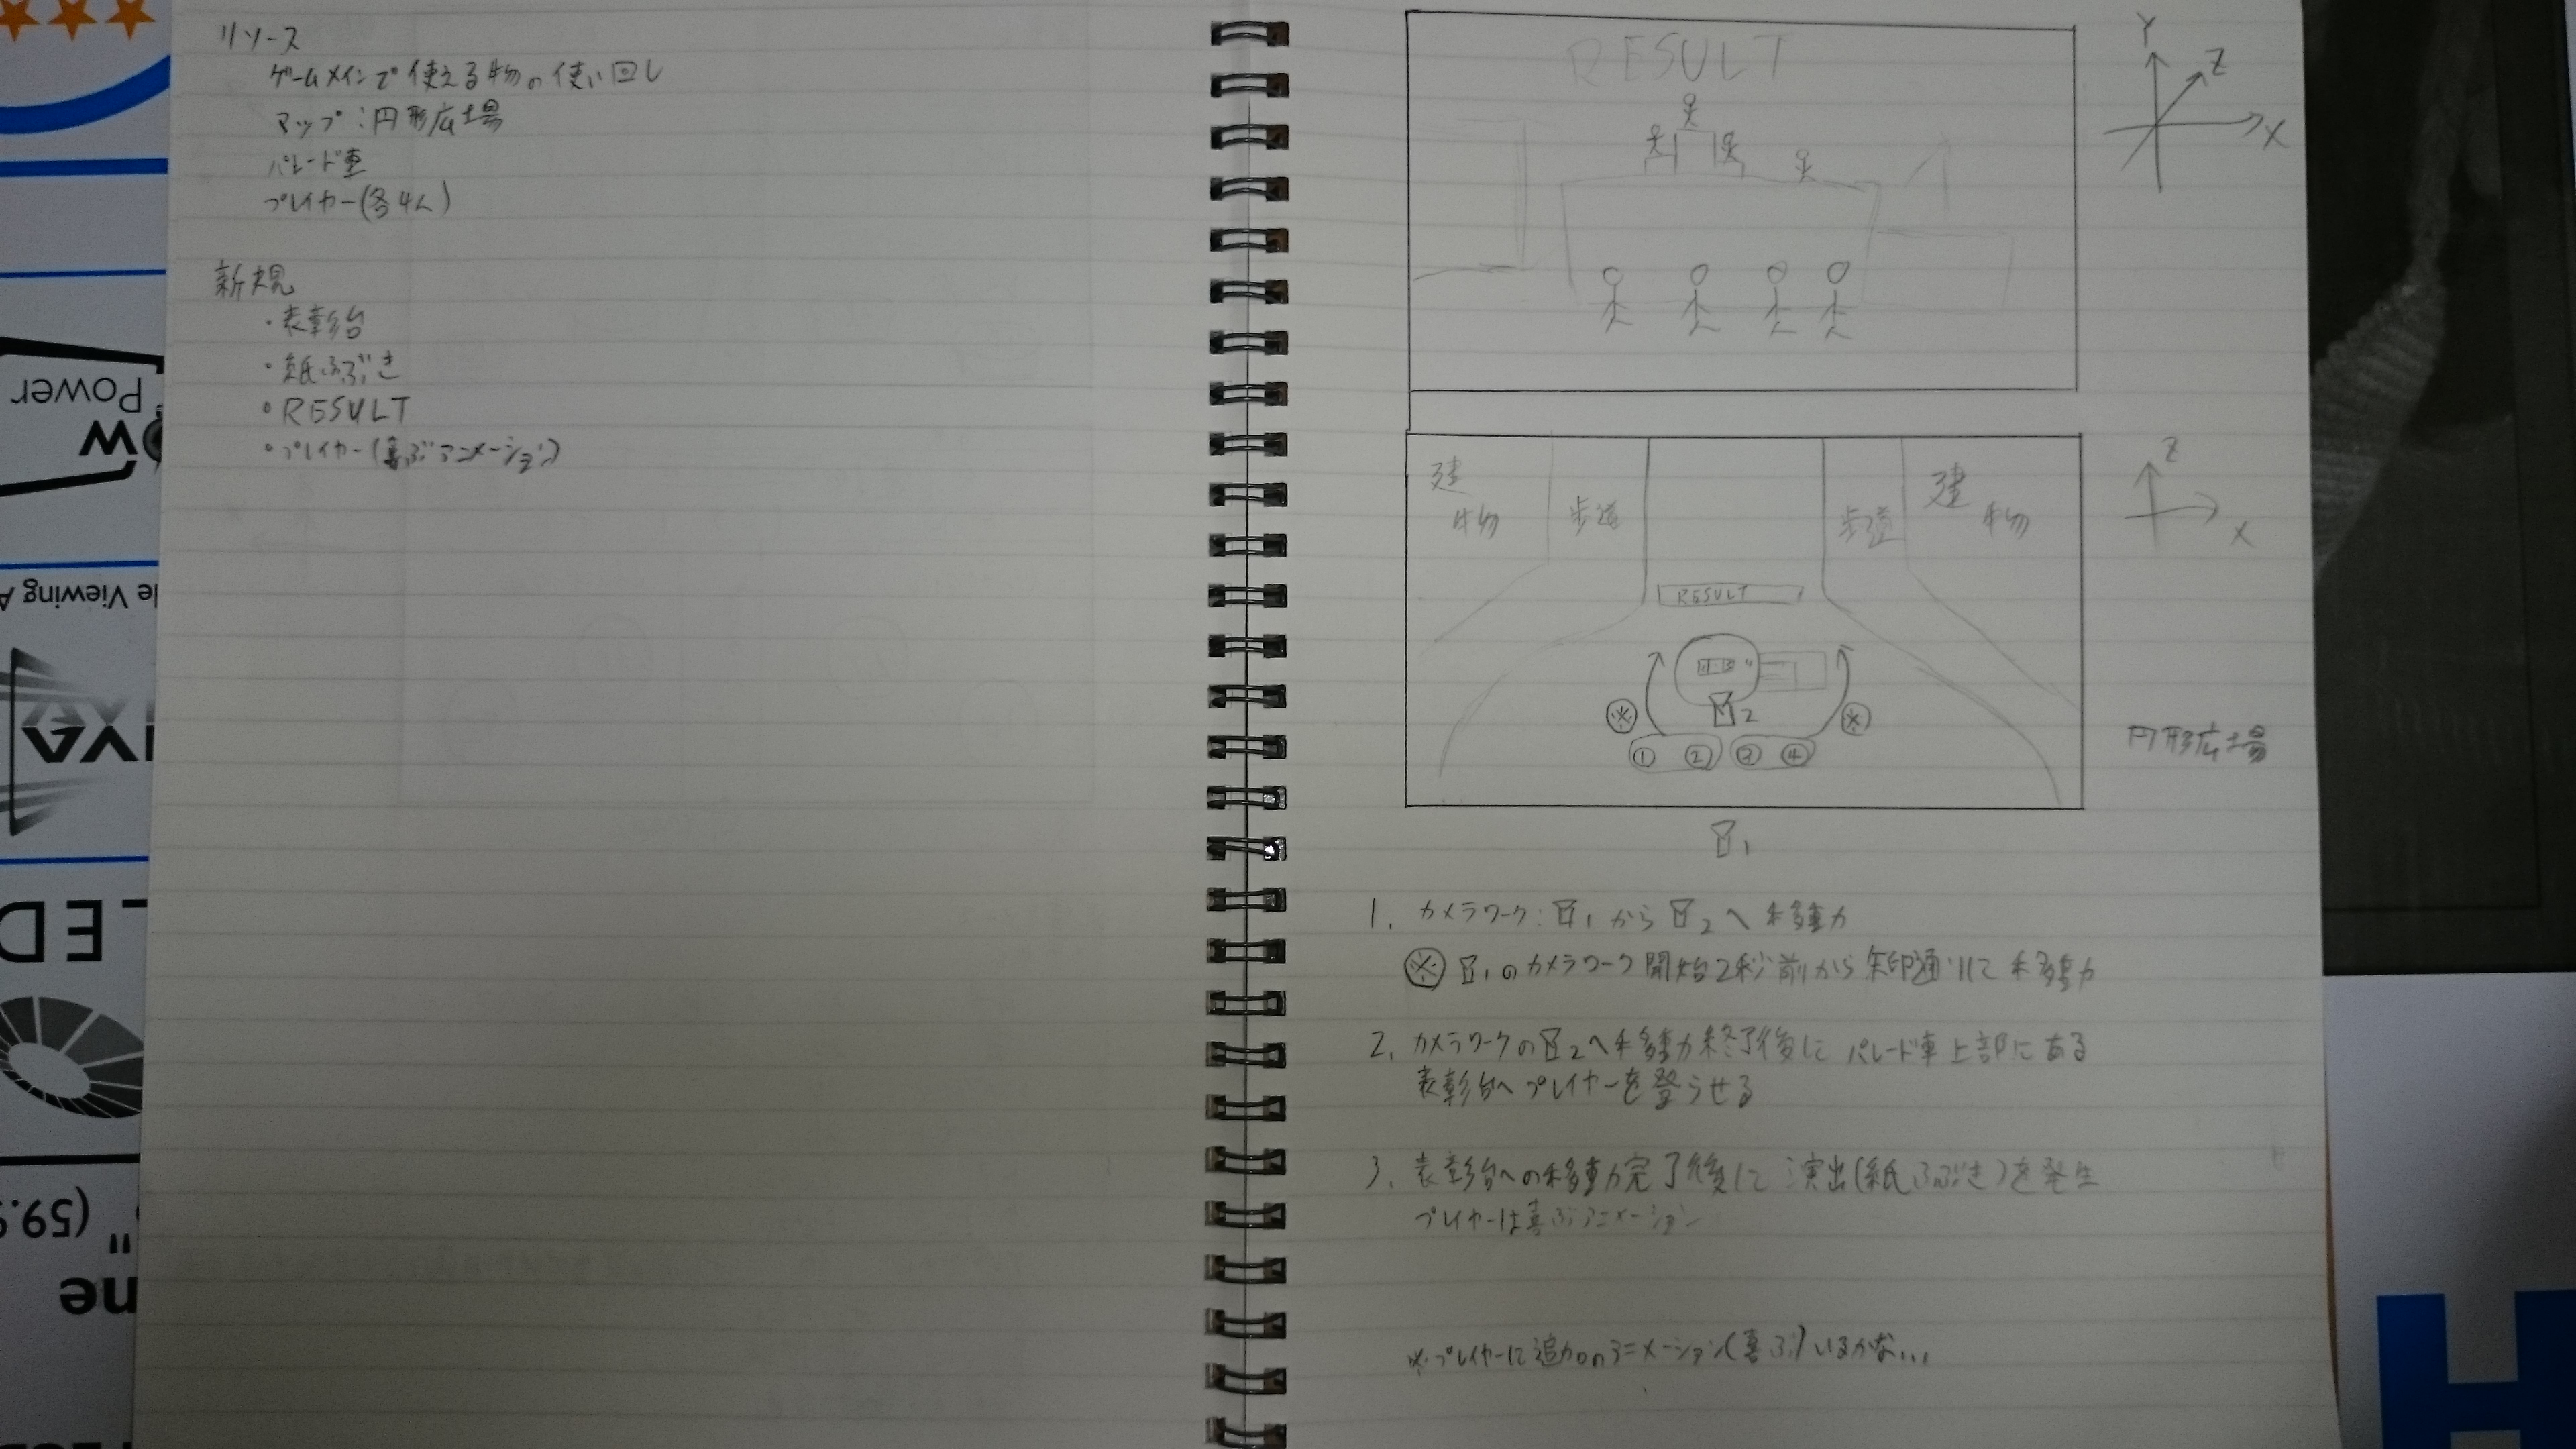 リソース
ゲームメインで使える物の使い回し
マップ：円形広場
パレード車
プレイヤー(各4人)
新規
・表彰台
・紙ふぶき
・RESULT
・プレイヤー(喜ぶアニメーション)
RESULT
Y
Z
X
建物
歩道
歩道
建物
Z
X
RESULT
※
2
※
① ② ③ ④
円形広場
1
1. カメラワーク：1から2へ移動
※ 1のカメラワーク開始2秒前から矢印通りに移動
2. カメラワークの2へ移動終了後にパレード車上部にある
表彰台へプレイヤーを登らせる
3. 表彰台への移動完了後に演出(紙ふぶき)を発生
プレイヤーは喜ぶアニメーション
※プレイヤーに追加のアニメーション(喜ぶ)いるかな...
Power
OW
le Viewing A
LED
" (59.9
ne
H